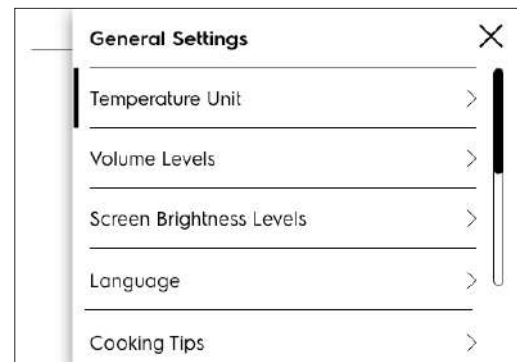 General Settings
Temperature Unit
Volume Levels
Screen Brightness Levels
Language
Cooking Tips